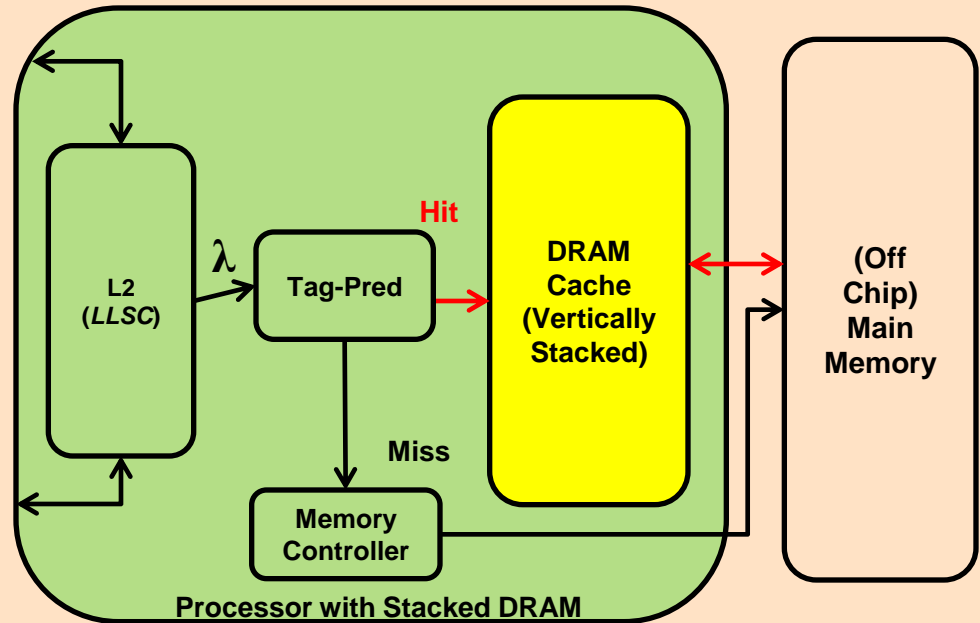 L2
(LLSC)
λ
Tag-Pred
Hit
DRAM
Cache
(Vertically
Stacked)
(Off
Chip)
Main
Memory
Miss
Memory
Controller
Processor with Stacked DRAM